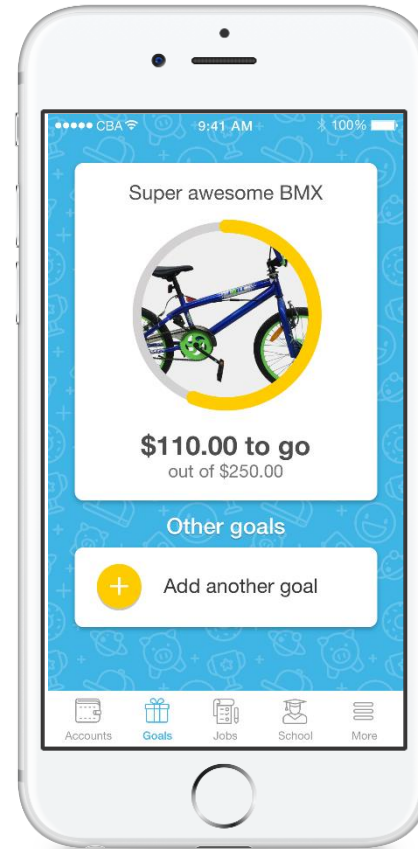 CBA 9:41 AM 100%
Super awesome BMX
$110.00 to go
out of $250.00
Other goals
Add another goal
Accounts Goals Jobs School More